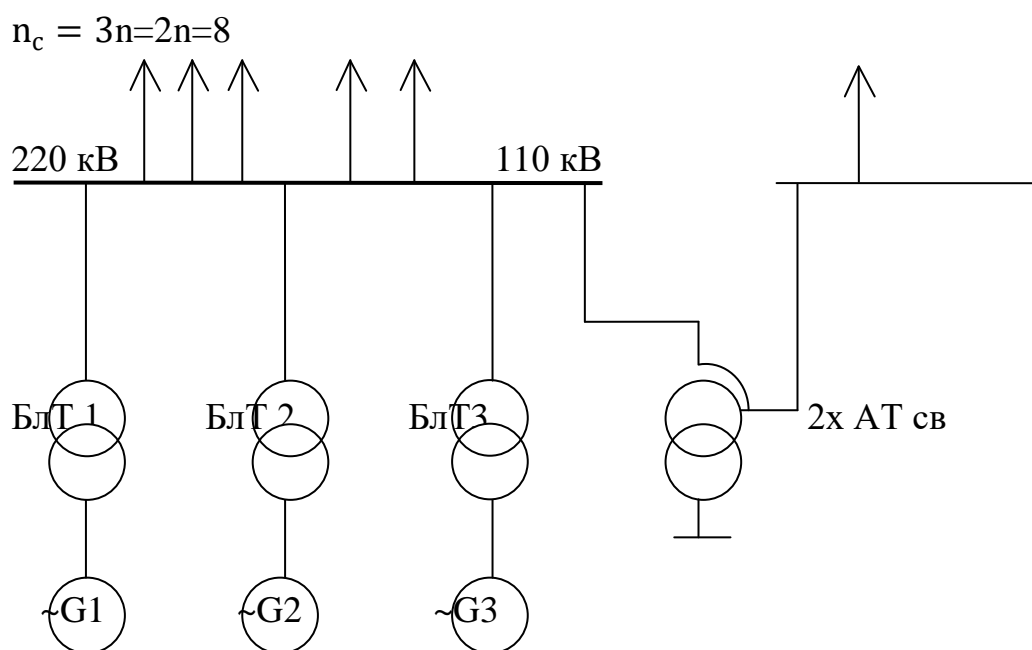 n_c = 3n=2n=8
220 кВ 110 кВ
БлТ 1 БлТ 2 БлТ3 2х АТ св
~G1 ~G2 ~G3